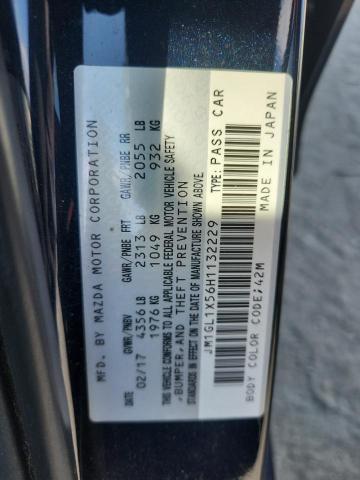 MFD. BY MAZDA MOTOR CORPORATION
DATE GVWR/PNBV GAWR/PNBE FRT GAWR/PNBE RR
02/17 4356 LB 2313 LB 2055 LB
1976 KG 1049 KG 932 KG
THIS VEHICLE CONFORMS TO ALL APPLICABLE FEDERAL MOTOR VEHICLE SAFETY
,BUMPER,AND THEFT PREVENTION
STANDARDS IN EFFECT ON THE DATE OF MANUFACTURE SHOWN ABOVE.
JM1GL1X56H1132229 TYPE: PASS CAR
BODY COLOR CODE;42M MADE IN JAPAN